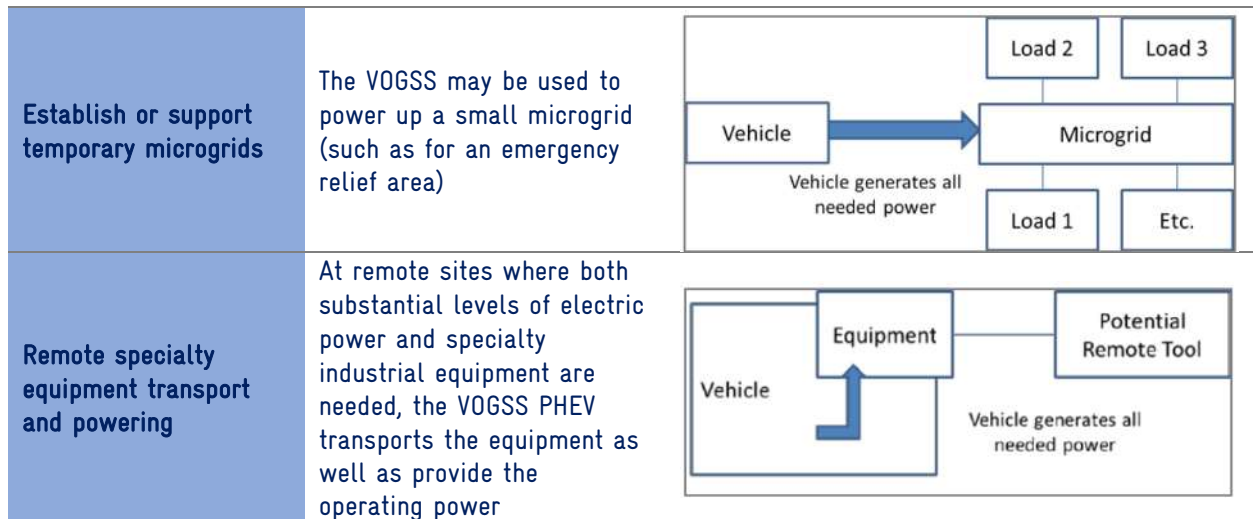 Establish or support
temporary microgrids
The VOGSS may be used to
power up a small microgrid
(such as for an emergency
relief area)
Load 2
Load 3
Vehicle
Microgrid
Vehicle generates all
needed power
Load 1
Etc.
Remote specialty
equipment transport
and powering
At remote sites where both
substantial levels of electric
power and specialty
industrial equipment are
needed, the VOGSS PHEV
transports the equipment as
well as provide the
operating power
Equipment
Potential
Remote Tool
Vehicle
Vehicle generates all
needed power